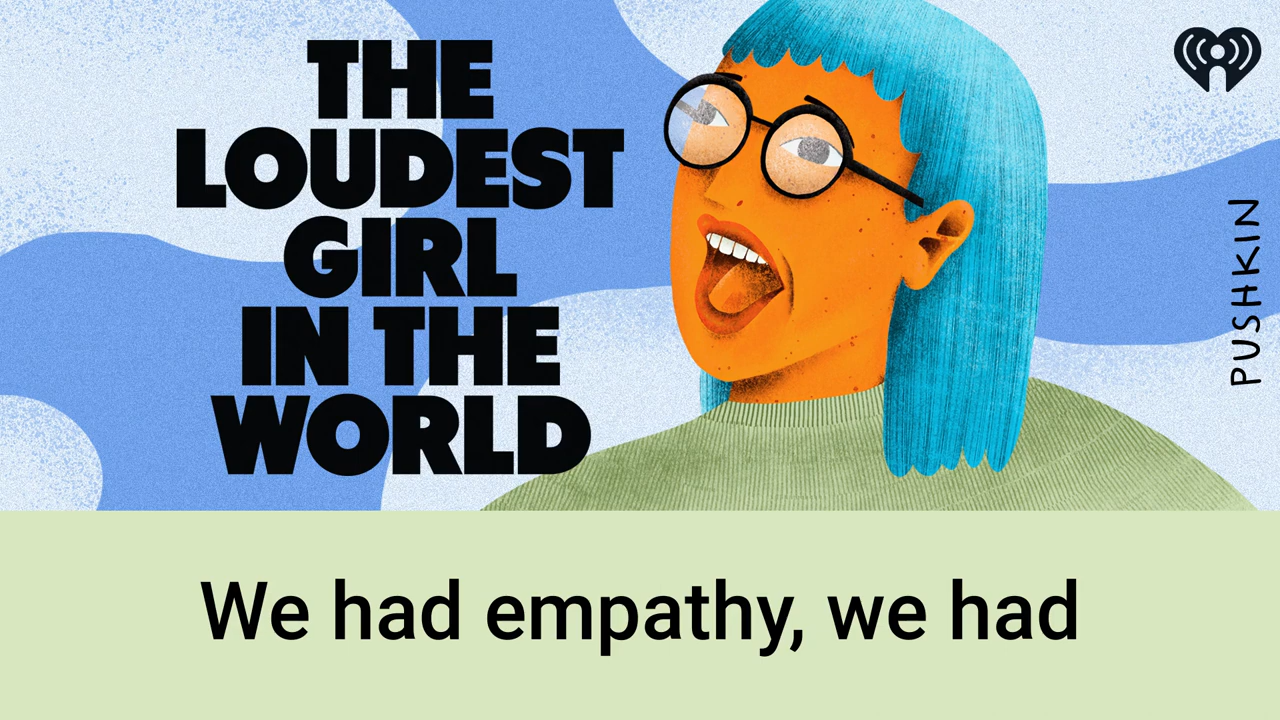 THE
LOUDEST
GIRL
IN THE
WORLD
PUSHKIN
We had empathy, we had